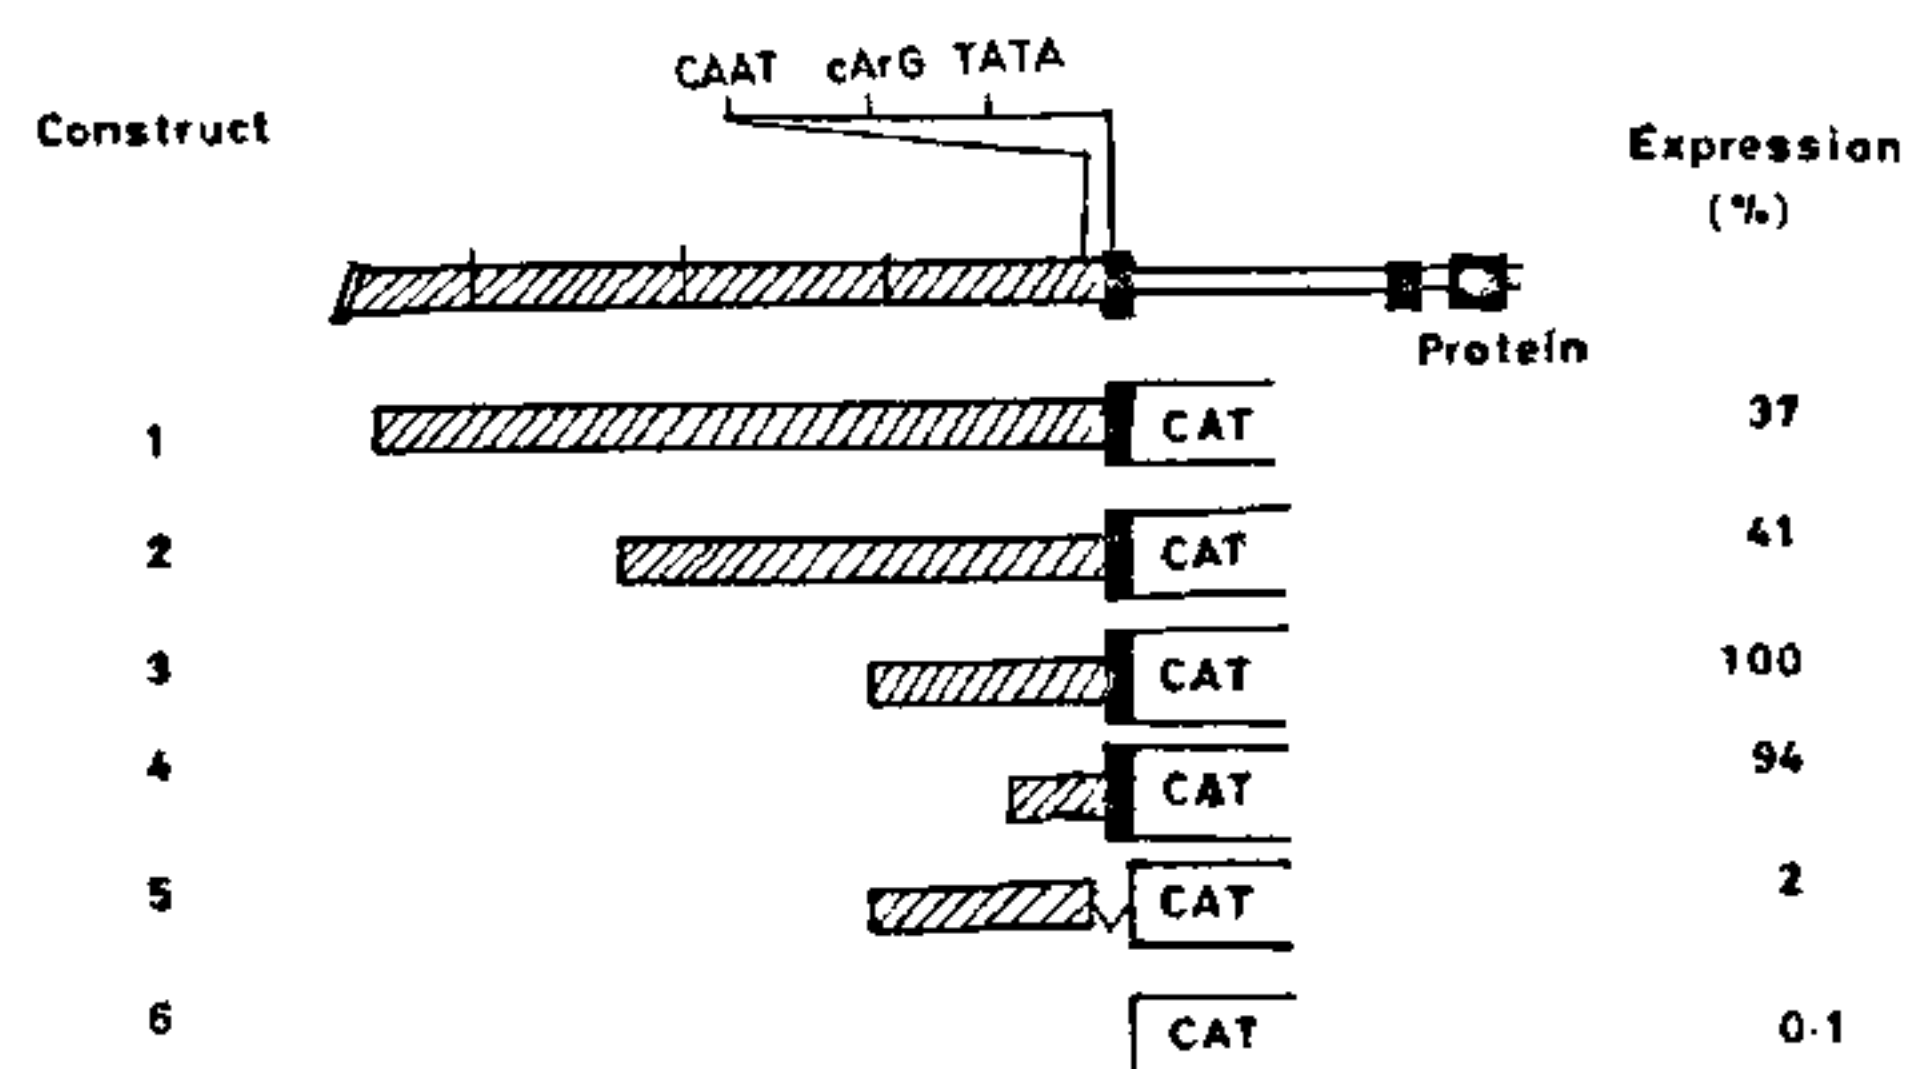 CAAT cArG TATA
Construct
Expression
(%)
Protein
1 CAT 37
2 CAT 41
3 CAT 100
4 CAT 94
5 CAT 2
6 CAT 0.1